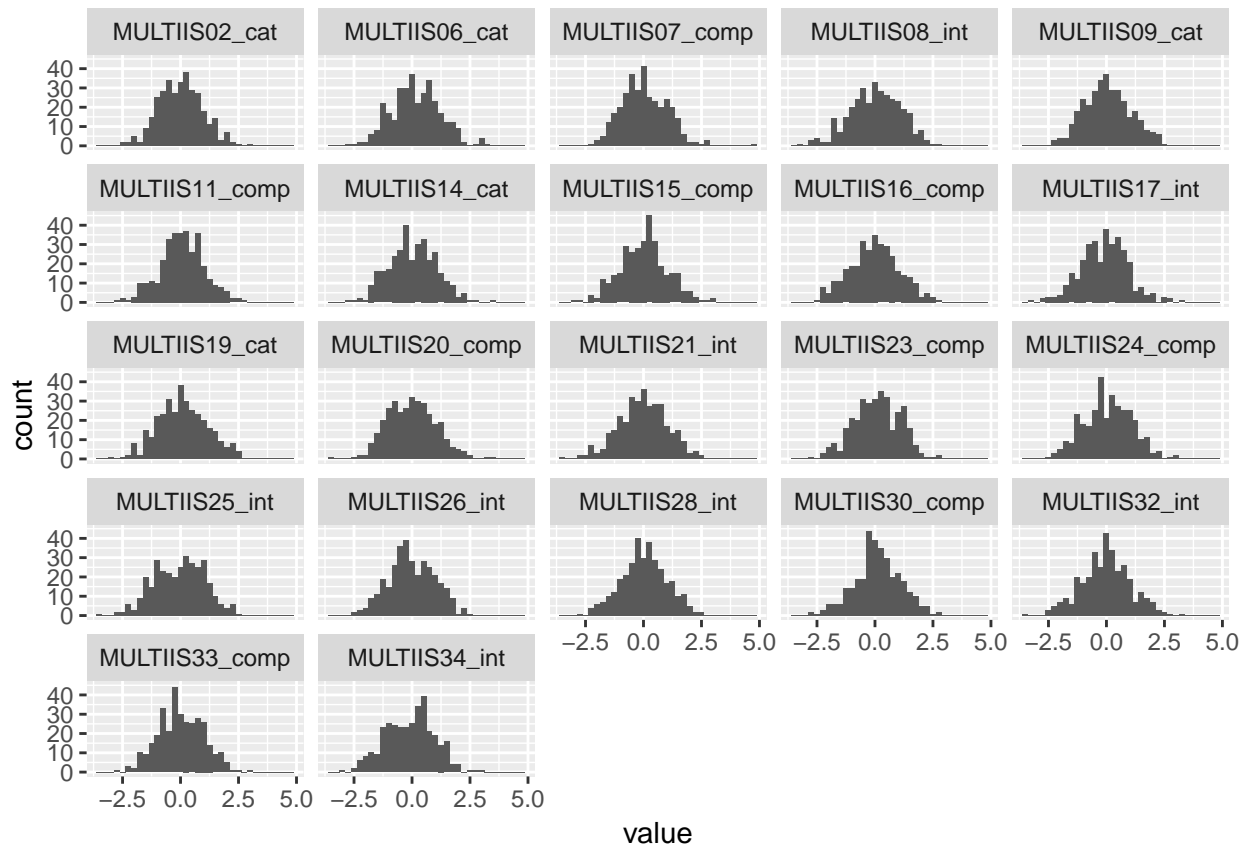 MULTIIS02_cat MULTIIS06_cat MULTIIS07_comp MULTIIS08_int MULTIIS09_cat
40
30
20
10
0
MULTIIS11_comp MULTIIS14_cat MULTIIS15_comp MULTIIS16_comp MULTIIS17_int
40
30
20
10
0
MULTIIS19_cat MULTIIS20_comp MULTIIS21_int MULTIIS23_comp MULTIIS24_comp
count
40
30
20
10
0
MULTIIS25_int MULTIIS26_int MULTIIS28_int MULTIIS30_comp MULTIIS32_int
40
30
20
10
0
−2.5 0.0 2.5 5.0 −2.5 0.0 2.5 5.0 −2.5 0.0 2.5 5.0
MULTIIS33_comp MULTIIS34_int
40
30
20
10
0
−2.5 0.0 2.5 5.0 −2.5 0.0 2.5 5.0
value